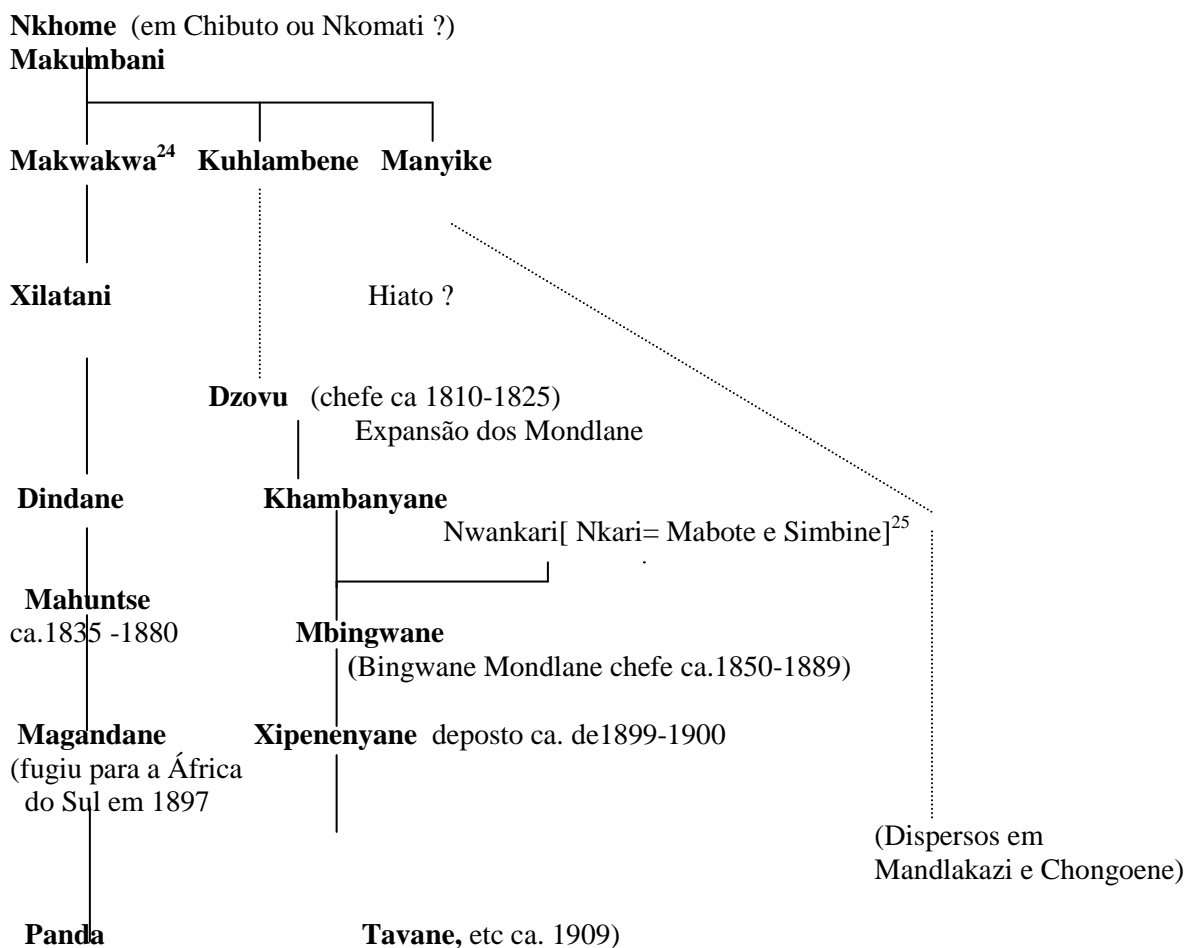 Nkhome (em Chibuto ou Nkomati ?)
Makumbani
Makwakwa24 Kuhlambene Manyike
Xilatani Hiato ?
Dzovu (chefe ca 1810-1825)
Expansão dos Mondlane
Dindane Khambanyane
Nwankari[ Nkari= Mabote e Simbine]25
Mahuntse
ca.1835 -1880 Mbingwane
(Bingwane Mondlane chefe ca.1850-1889)
Magandane Xipenenyane deposto ca. de1899-1900
(fugiu para a África
do Sul em 1897
(Dispersos em
Mandlakazi e Chongoene)
Panda Tavane, etc ca. 1909)